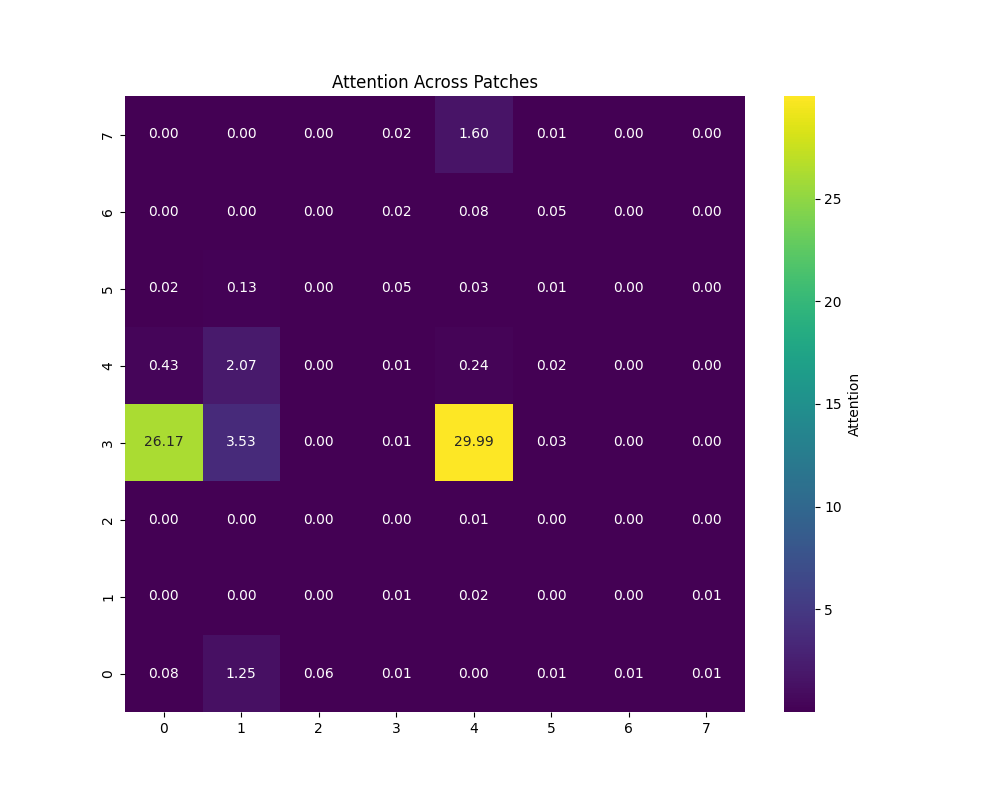 Attention Across Patches
7 0.00 0.00 0.00 0.02 1.60 0.01 0.00 0.00
6 0.00 0.00 0.00 0.02 0.08 0.05 0.00 0.00
5 0.02 0.13 0.00 0.05 0.03 0.01 0.00 0.00
4 0.43 2.07 0.00 0.01 0.24 0.02 0.00 0.00
3 26.17 3.53 0.00 0.01 29.99 0.03 0.00 0.00
2 0.00 0.00 0.00 0.00 0.01 0.00 0.00 0.00
1 0.00 0.00 0.00 0.01 0.02 0.00 0.00 0.01
0 0.08 1.25 0.06 0.01 0.00 0.01 0.01 0.01
0 1 2 3 4 5 6 7
25
20
15
10
5
Attention